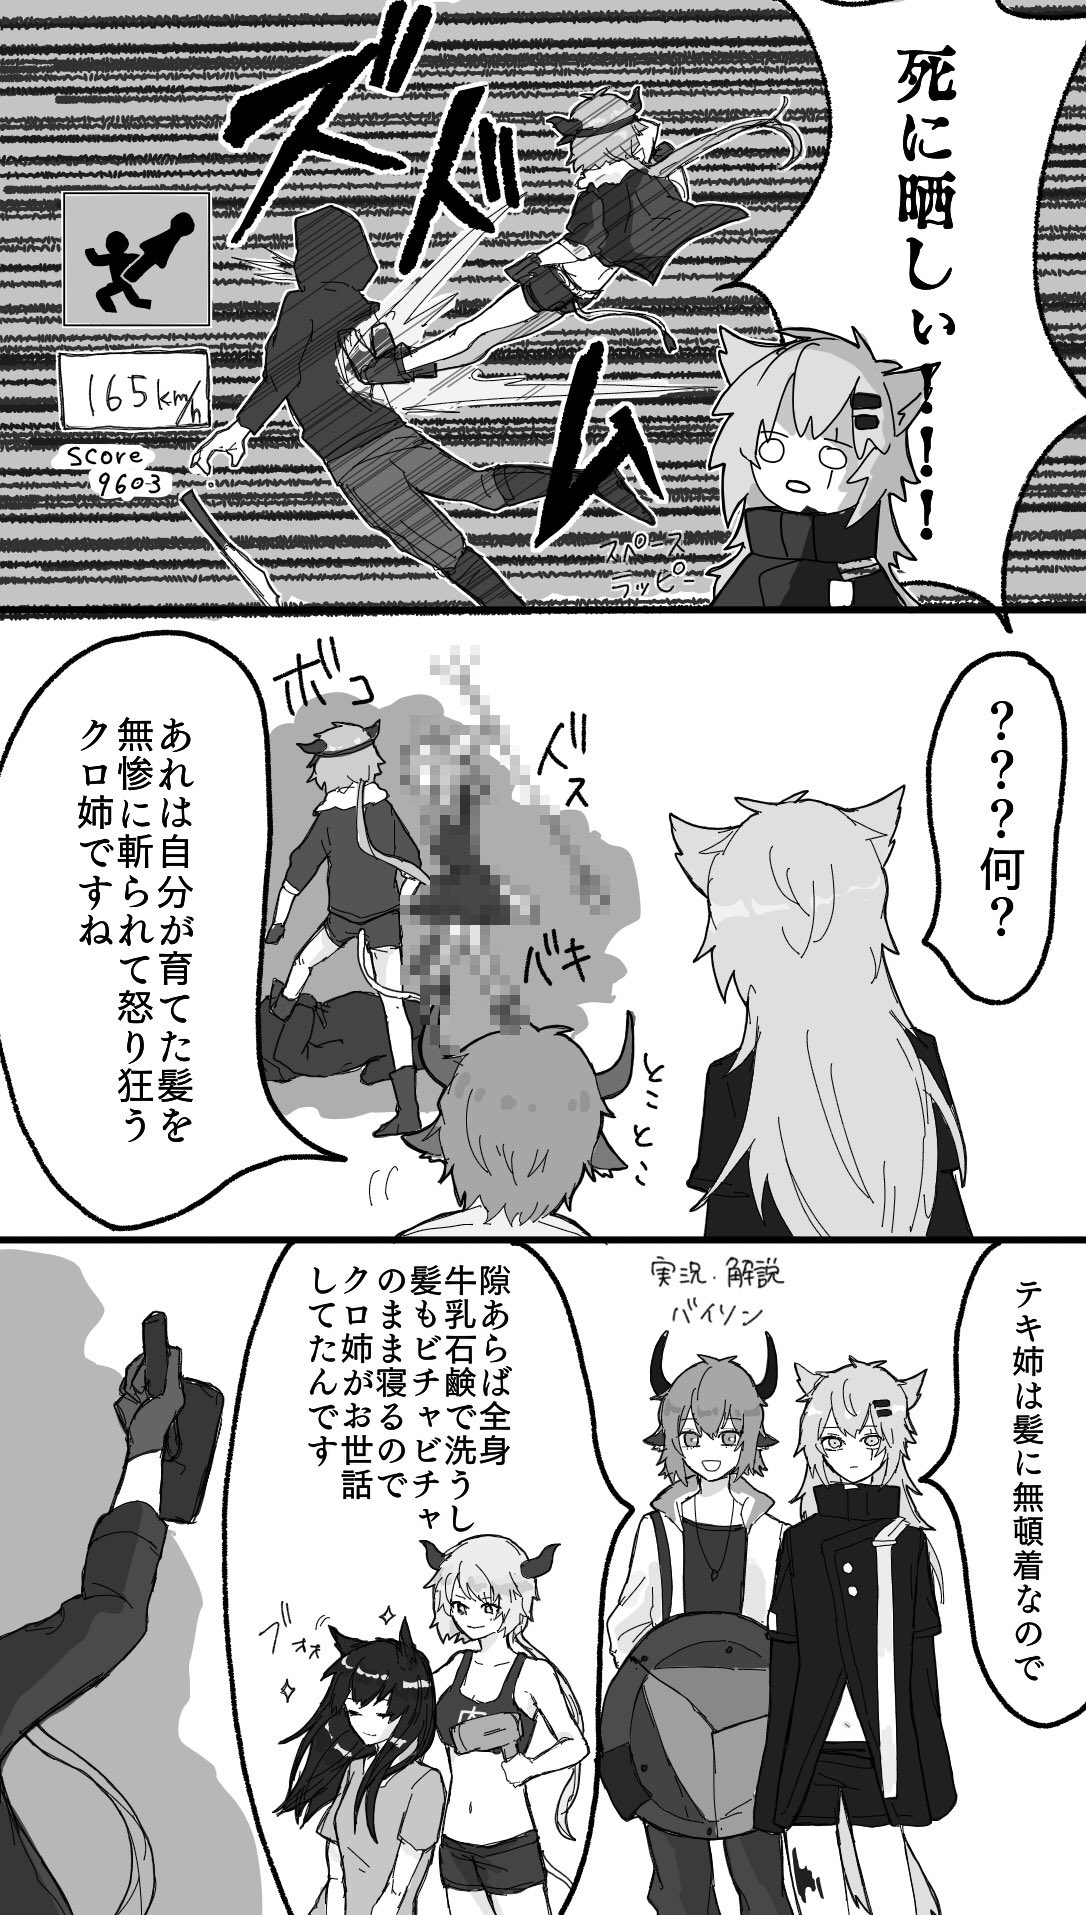 死に晒しぃ！！！
ズドム
165km/h
score
9603
スペース
ラッピー
？？？何？
ボコ
ズス
バキ
とことこ
あれは自分が育てた髪を
無惨に斬られて怒り狂う
クロ姉ですね
テキ姉は髪に無頓着なので
実況・解説
バイソン
隙あらば全身
牛乳石鹸で洗うし
髪もビチャビチャ
のまま寝るので
クロ姉がお世話
してたんです
ブォォ
肉